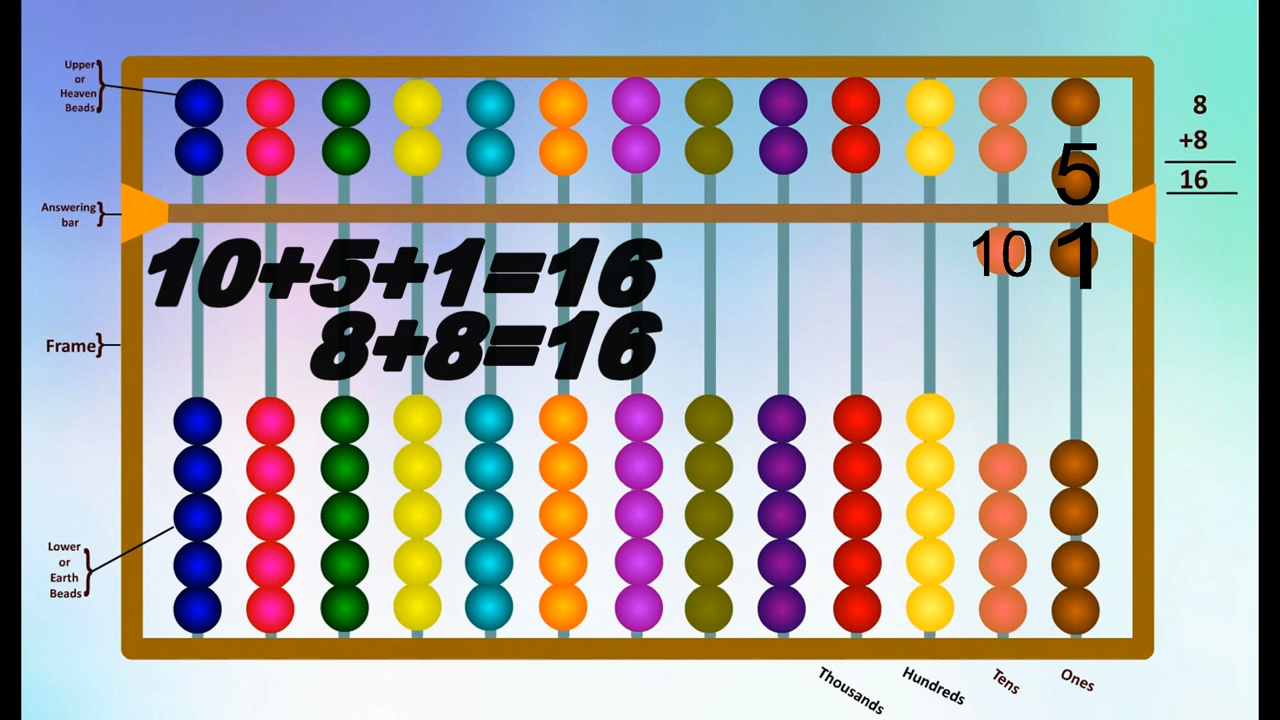 Upper
or
Heaven
Beads
Answering
bar
Frame
Lower
or
Earth
Beads
10+5+1=16
8+8=16
5
10
1
8
+8
16
Thousands
Hundreds
Tens
Ones